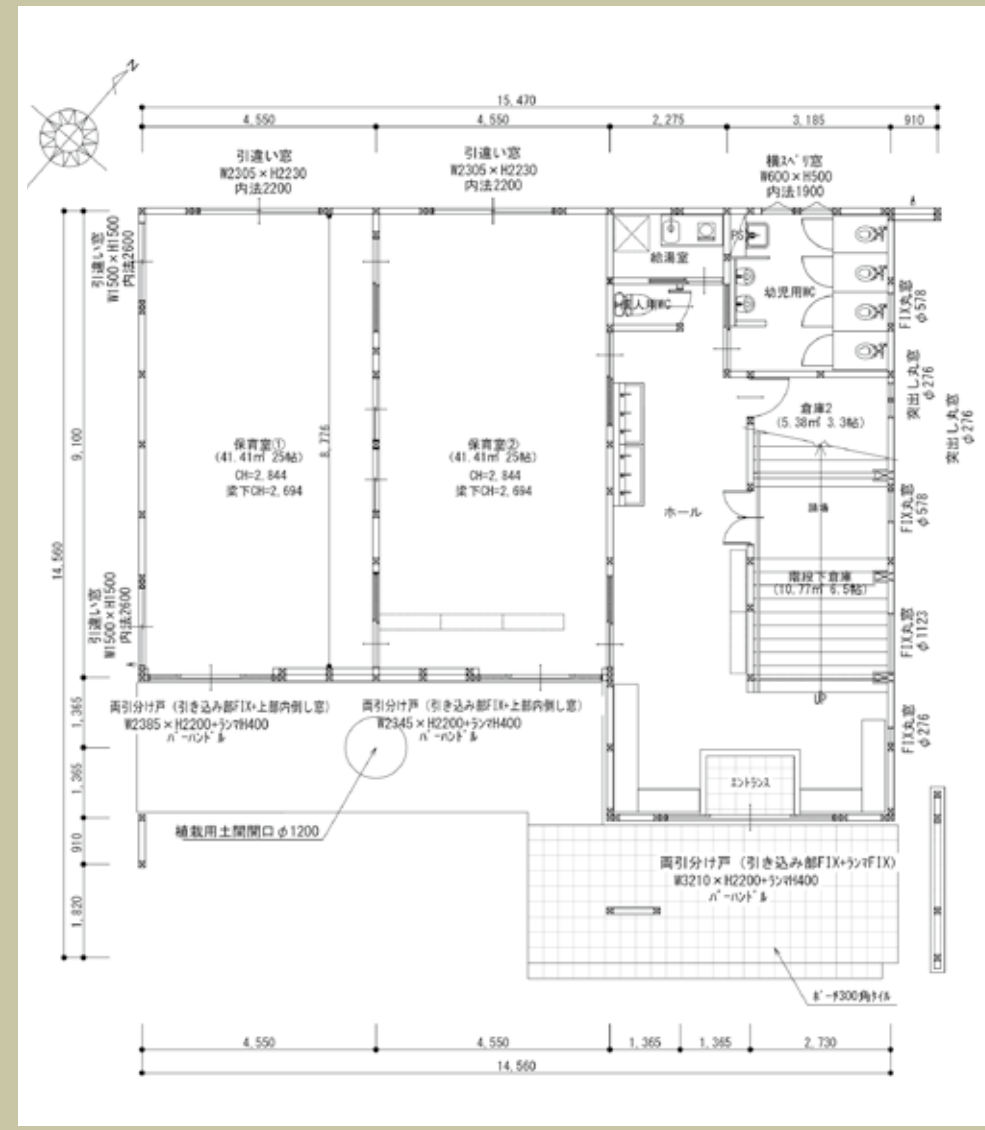 N
15,470
4,550
4,550
2,275
3,185
910
引違い窓
W2305×H2230
内法2200
引違い窓
W2305×H2230
内法2200
横スベリ窓
W600×H500
内法1900
引違い窓
W1500×H1500
内法2600
給湯室
PS
幼児用WC
FIX丸窓
φ578
突出し丸窓
φ276
突出し丸窓
φ276
倉庫2
(5.38㎡ 3.3帖)
9,100
14,560
保育室①
(41.41㎡ 25帖)
CH=2,844
梁下CH=2,694
8,776
保育室②
(41.41㎡ 25帖)
CH=2,844
梁下CH=2,694
ホール
踊場
FIX丸窓
φ578
階段下倉庫
(10.77㎡ 6.5帖)
FIX丸窓
φ1123
引違い窓
W1500×H1500
内法2600
UP
FIX丸窓
φ276
両引分け戸（引き込み部FIX+上部内倒し窓）
W2385×H2200+ランマH400
バーハンドル
両引分け戸（引き込み部FIX+上部内倒し窓）
W2345×H2200+ランマH400
バーハンドル
1,365
1,365
910
1,820
エントランス
植栽用土間開口φ1200
両引分け戸（引き込み部FIX+ランマFIX）
W3210×H2200+ランマH400
バーハンドル
ポーチ300角タイル
4,550
4,550
1,365
1,365
2,730
14,560